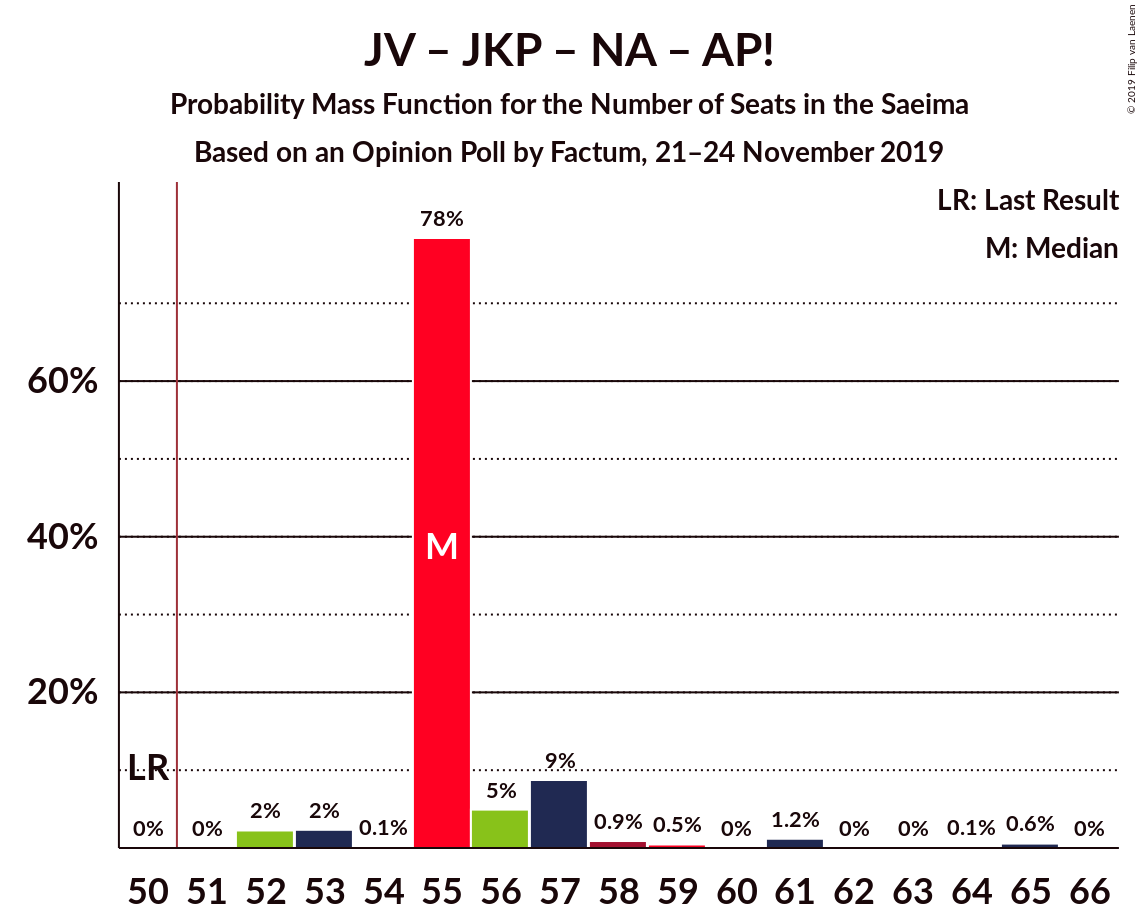 JV – JKP – NA – AP!
Probability Mass Function for the Number of Seats in the Saeima
Based on an Opinion Poll by Factum, 21–24 November 2019
© 2019 Filip van Laenen
LR: Last Result
M: Median
60%
40%
20%
LR
M
0%
0%
2%
2%
0.1%
78%
5%
9%
0.9%
0.5%
0%
1.2%
0%
0%
0.1%
0.6%
0%
50 51 52 53 54 55 56 57 58 59 60 61 62 63 64 65 66